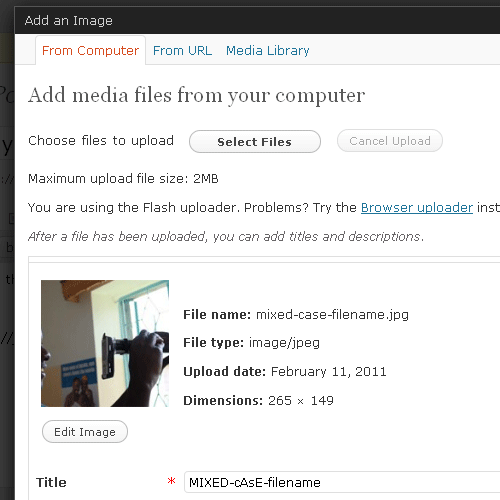 Add an Image
From Computer From URL Media Library
Add media files from your computer
Choose files to upload Select Files Cancel Upload
Maximum upload file size: 2MB
You are using the Flash uploader. Problems? Try the Browser uploader inst
After a file has been uploaded, you can add titles and descriptions.
File name: mixed-case-filename.jpg
File type: image/jpeg
Upload date: February 11, 2011
Dimensions: 265 × 149
Edit Image
Title * MIXED-cAsE-filename